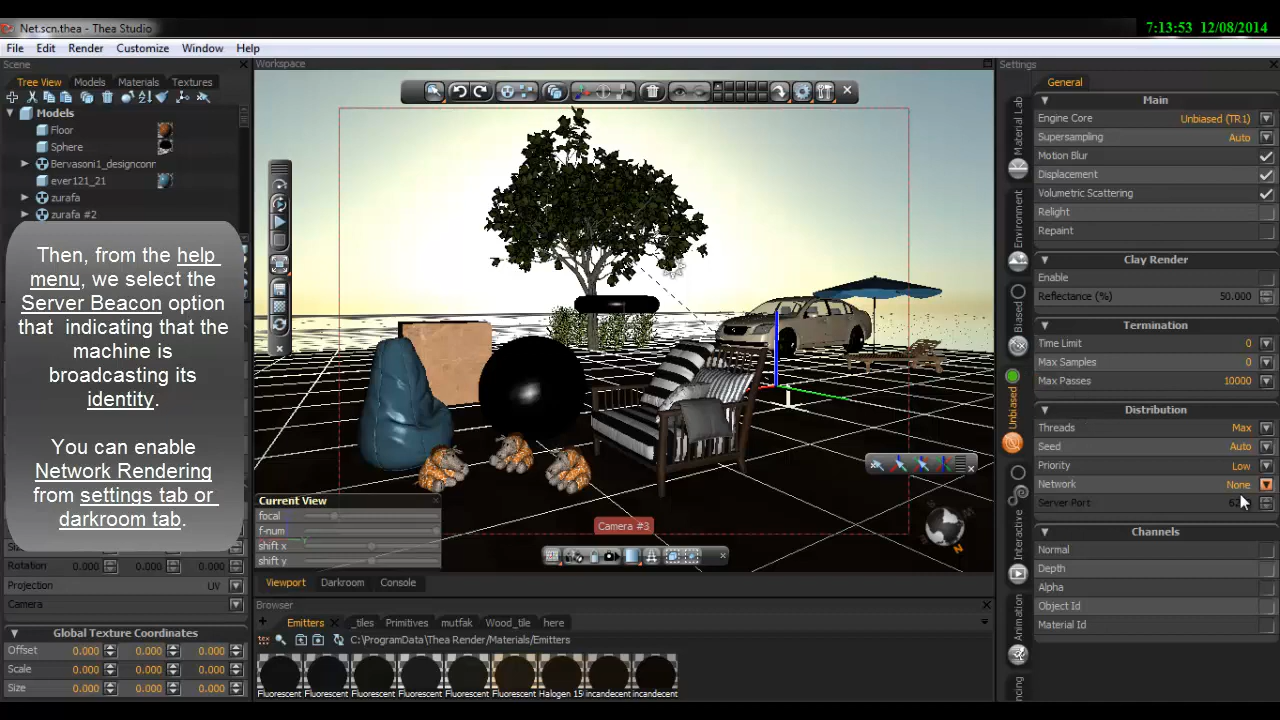 Net.scn.thea - Thea Studio
7:13:53 12/08/2014
File Edit Render Customize Window Help
Scene
Tree View Models Materials Textures
Models
Floor
Sphere
Bervasoni1_designconn
ever121_21
zurafa
zurafa #2
Then, from the help
menu, we select the
Server Beacon option
that indicating that the
machine is
broadcasting its
identity.
You can enable
Network Rendering
from settings tab or
darkroom tab.
Rotation 0.000 0.000 0.000
Projection UV
Camera
Global Texture Coordinates
Offset 0.000 0.000 0.000
Scale 0.000 0.000 0.000
Size 0.000 0.000 0.000
Workspace
Current View
focal
f-num
shift x
shift y
Camera #3
Viewport Darkroom Console
Browser
Emitters _tiles Primitives mutfak Wood_tile here
C:\ProgramData\Thea Render/Materials/Emitters
Fluorescent Fluorescent Fluorescent Fluorescent Fluorescent Fluorescent Halogen 15 incandecent incandecent
Settings
General
Material Lab
Environment
Biased
Unbiased
Interactive
Animation
Main
Engine Core Unbiased (TR1)
Supersampling Auto
Motion Blur
Displacement
Volumetric Scattering
Relight
Repaint
Clay Render
Enable
Reflectance (%) 50.000
Termination
Time Limit 0
Max Samples 0
Max Passes 10000
Distribution
Threads Max
Seed Auto
Priority Low
Network None
Server Port
Channels
Normal
Depth
Alpha
Object Id
Material Id